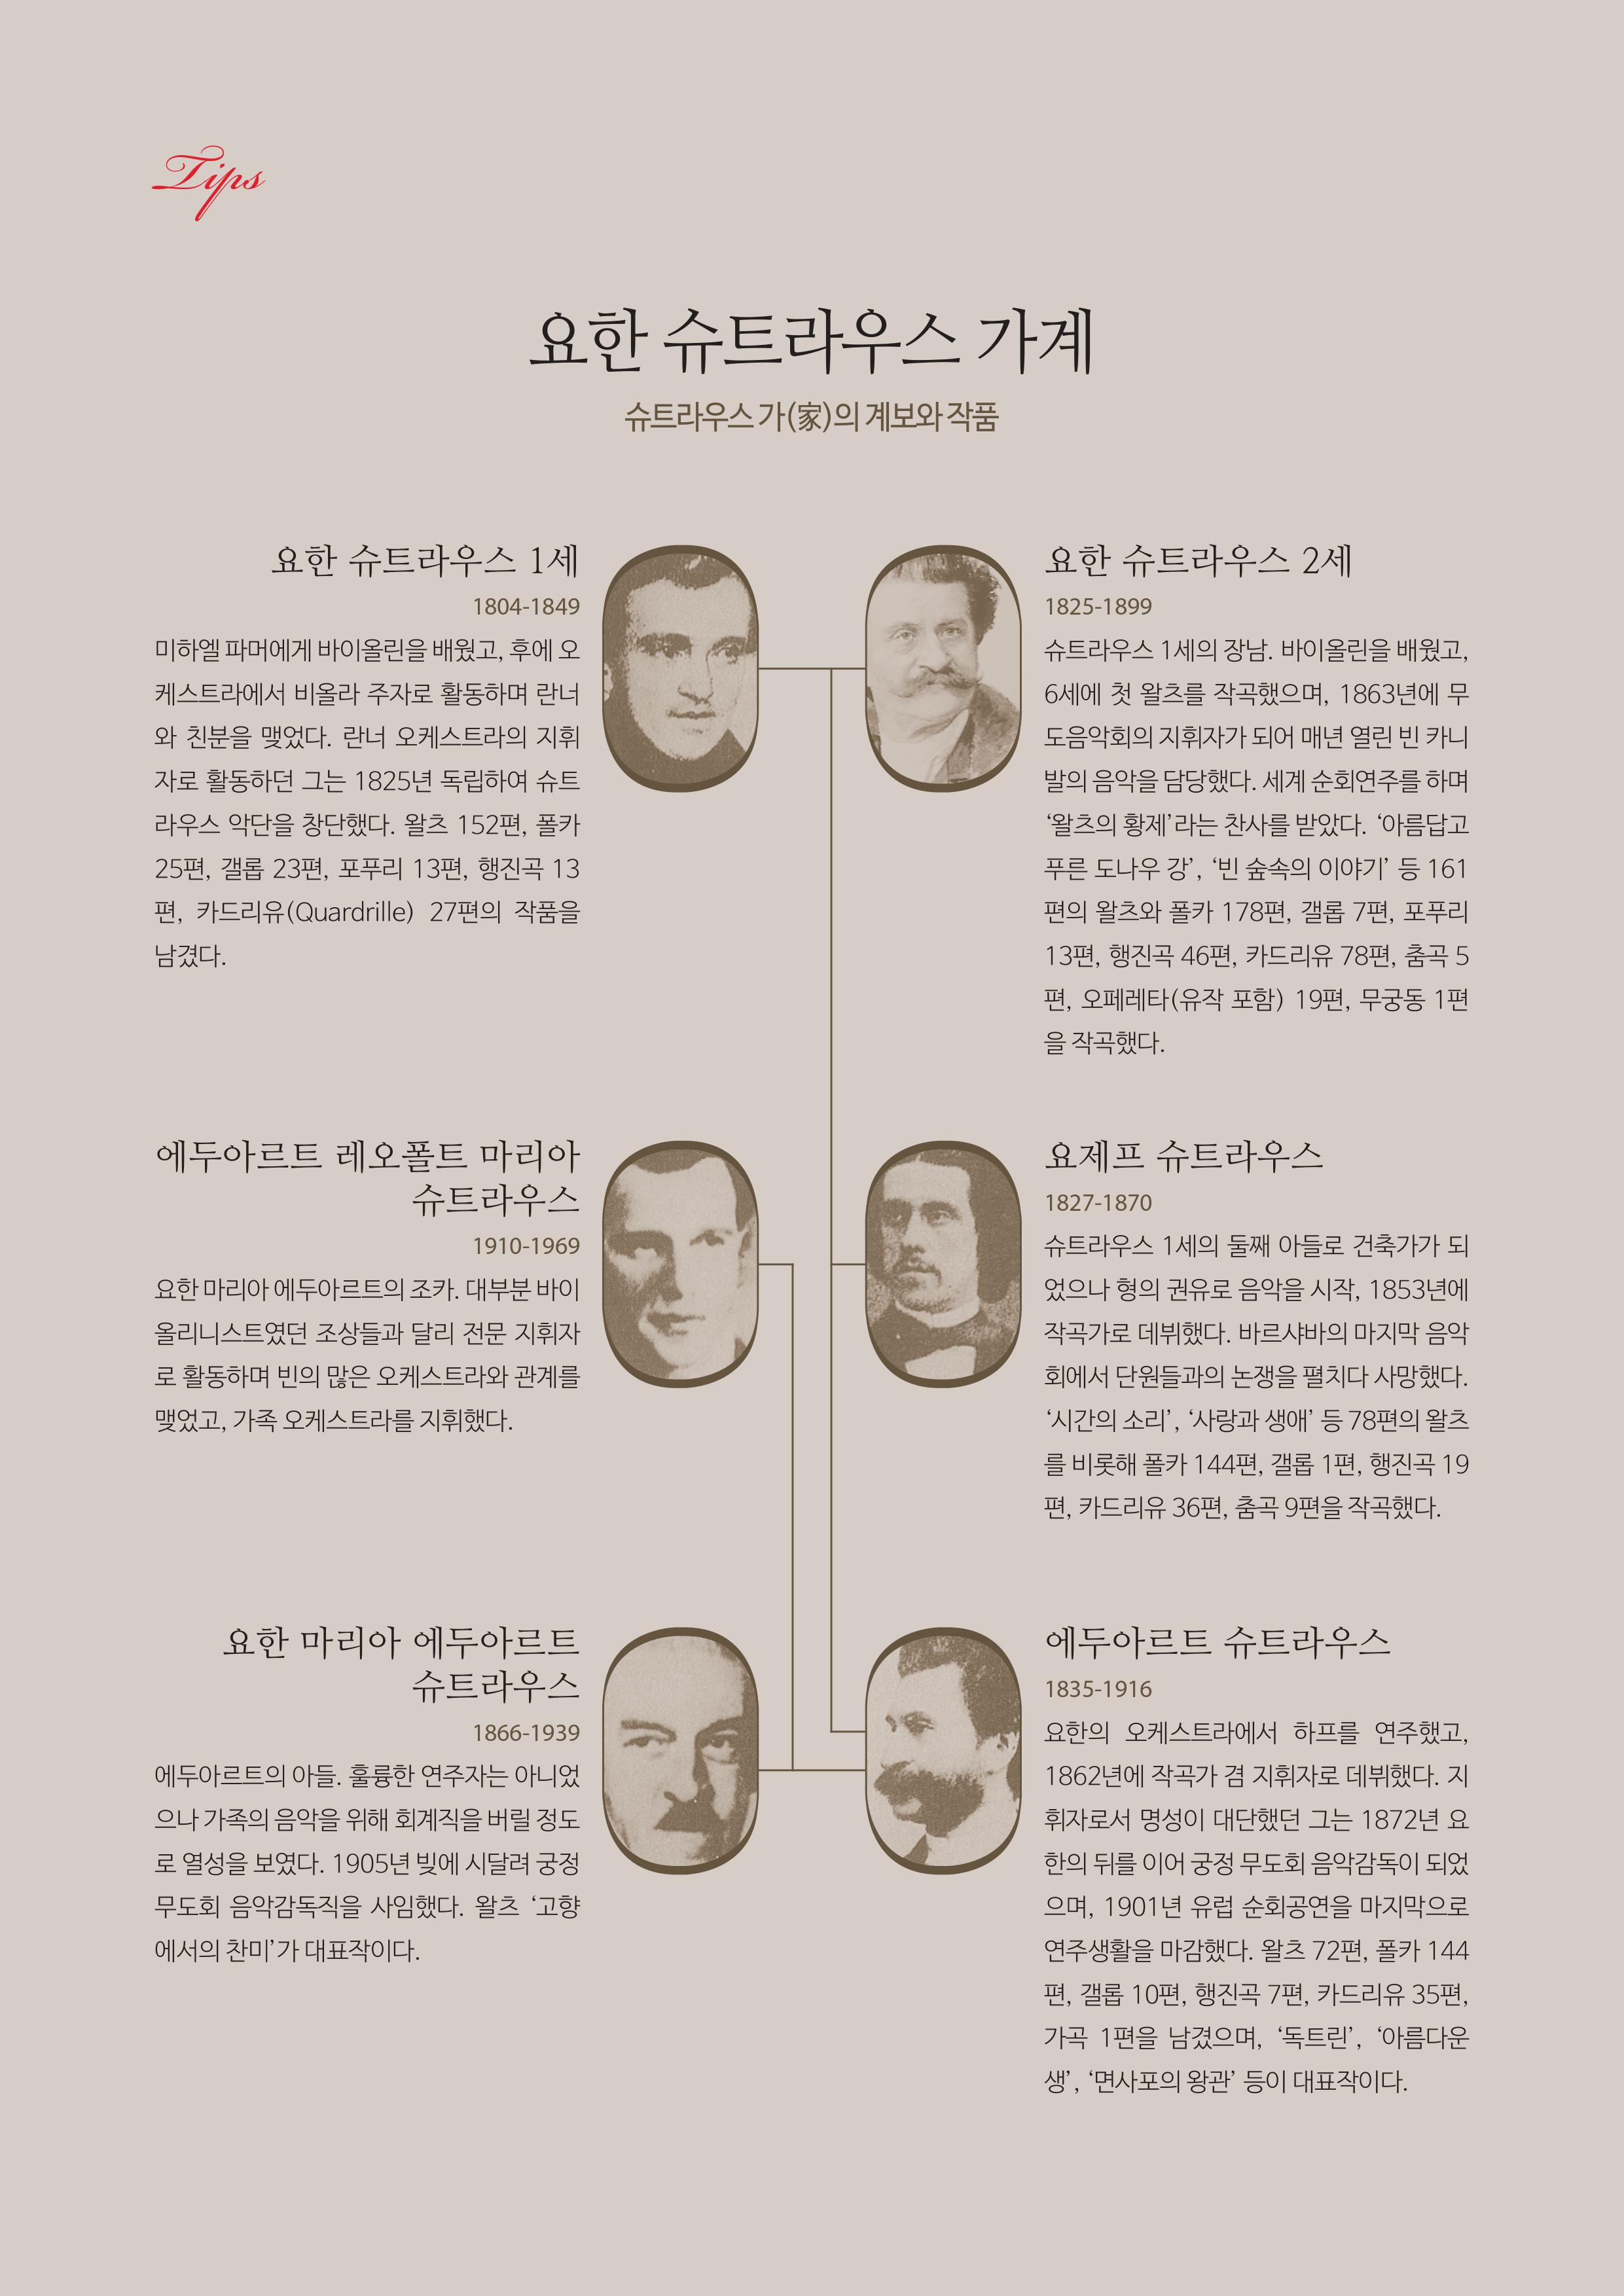 Tips
요한 슈트라우스 가계
슈트라우스 가(家)의 계보와 작품
요한 슈트라우스 1세
1804-1849
미하엘 파머에게 바이올린을 배웠고, 후에 오
케스트라에서 비올라 주자로 활동하며 란너
와 친분을 맺었다. 란너 오케스트라의 지휘
자로 활동하던 그는 1825년 독립하여 슈트
라우스 악단을 창단했다. 왈츠 152편, 폴카
25편, 갤롭 23편, 포푸리 13편, 행진곡 13
편, 카드리유(Quardrille) 27편의 작품을
남겼다.
요한 슈트라우스 2세
1825-1899
슈트라우스 1세의 장남. 바이올린을 배웠고,
6세에 첫 왈츠를 작곡했으며, 1863년에 무
도음악회의 지휘자가 되어 매년 열린 빈 카니
발의 음악을 담당했다. 세계 순회연주를 하며
‘왈츠의 황제’라는 찬사를 받았다. ‘아름답고
푸른 도나우 강’, ‘빈 숲속의 이야기’ 등 161
편의 왈츠와 폴카 178편, 갤롭 7편, 포푸리
13편, 행진곡 46편, 카드리유 78편, 춤곡 5
편, 오페레타(유작 포함) 19편, 무궁동 1편
을 작곡했다.
에두아르트 레오폴트 마리아
슈트라우스
1910-1969
요한 마리아 에두아르트의 조카. 대부분 바이
올리니스트였던 조상들과 달리 전문 지휘자
로 활동하며 빈의 많은 오케스트라와 관계를
맺었고, 가족 오케스트라를 지휘했다.
요제프 슈트라우스
1827-1870
슈트라우스 1세의 둘째 아들로 건축가가 되
었으나 형의 권유로 음악을 시작, 1853년에
작곡가로 데뷔했다. 바르샤바의 마지막 음악
회에서 단원들과의 논쟁을 펼치다 사망했다.
‘시간의 소리’, ‘사랑과 생애’ 등 78편의 왈츠
를 비롯해 폴카 144편, 갤롭 1편, 행진곡 19
편, 카드리유 36편, 춤곡 9편을 작곡했다.
요한 마리아 에두아르트
슈트라우스
1866-1939
에두아르트의 아들. 훌륭한 연주자는 아니었
으나 가족의 음악을 위해 회계직을 버릴 정도
로 열성을 보였다. 1905년 빚에 시달려 궁정
무도회 음악감독직을 사임했다. 왈츠 ‘고향
에서의 찬미’가 대표작이다.
에두아르트 슈트라우스
1835-1916
요한의 오케스트라에서 하프를 연주했고,
1862년에 작곡가 겸 지휘자로 데뷔했다. 지
휘자로서 명성이 대단했던 그는 1872년 요
한의 뒤를 이어 궁정 무도회 음악감독이 되었
으며, 1901년 유럽 순회공연을 마지막으로
연주생활을 마감했다. 왈츠 72편, 폴카 144
편, 갤롭 10편, 행진곡 7편, 카드리유 35편,
가곡 1편을 남겼으며, ‘독트린’, ‘아름다운
생’, ‘면사포의 왕관’ 등이 대표작이다.